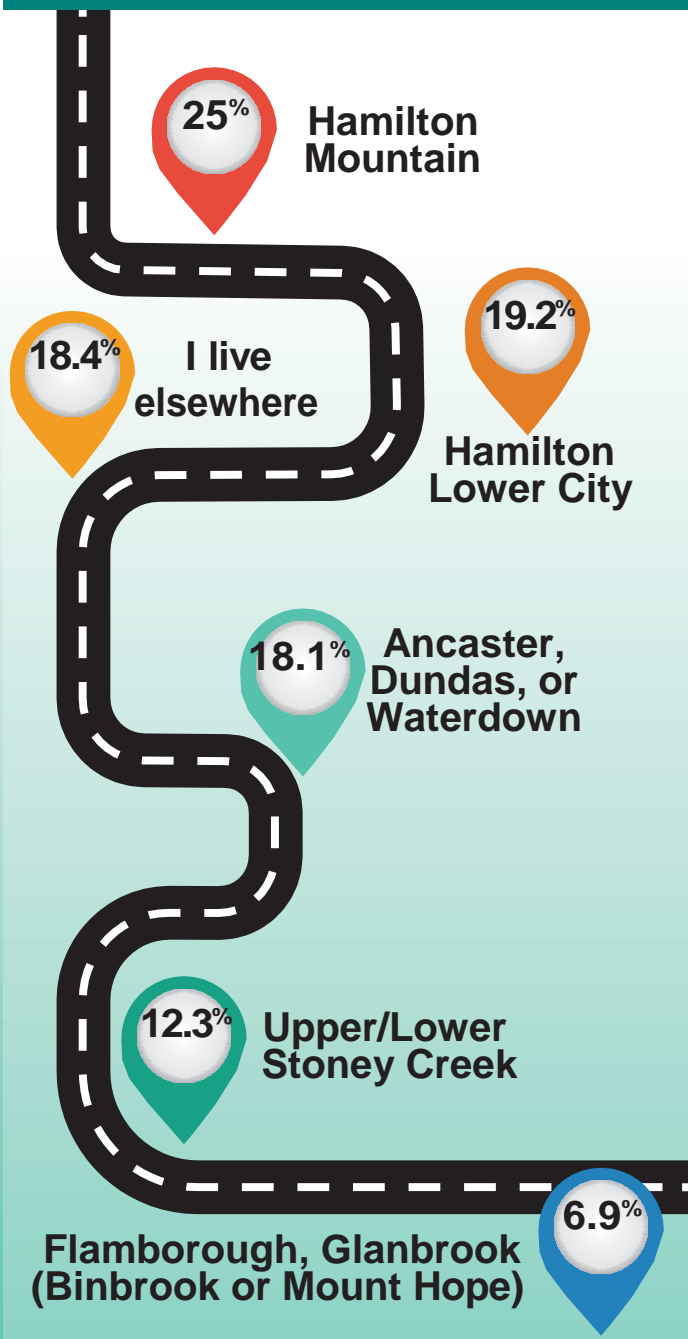 25%
Hamilton
Mountain
19.2%
Hamilton
Lower City
18.4%
I live
elsewhere
18.1%
Ancaster,
Dundas, or
Waterdown
12.3%
Upper/Lower
Stoney Creek
6.9%
Flamborough, Glanbrook
(Binbrook or Mount Hope)